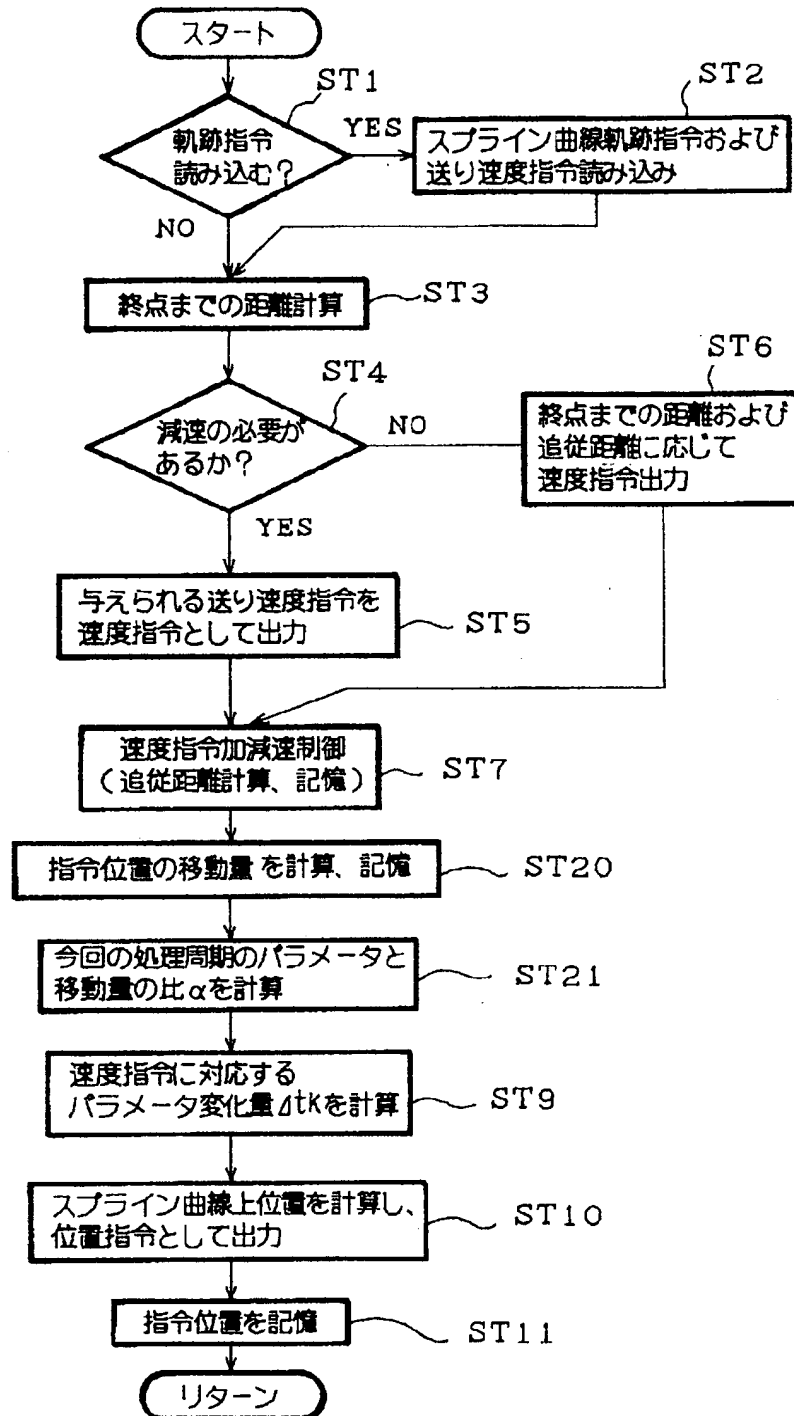 スタート
ST1
ST2
軌跡指令
読み込む?
YES
スプライン曲線軌跡指令および
送り速度指令読み込み
NO
終点までの距離計算
ST3
ST4
ST6
減速の必要が
あるか?
NO
終点までの距離および
追従距離に応じて
速度指令出力
YES
与えられる送り速度指令を
速度指令として出力
ST5
速度指令加減速制御
(追従距離計算、記憶)
ST7
指令位置の移動量を計算、記憶
ST20
今回の処理周期のパラメータと
移動量の比αを計算
ST21
速度指令に対応する
パラメータ変化量Δtkを計算
ST9
スプライン曲線上位置を計算し、
位置指令として出力
ST10
指令位置を記憶
ST11
リターン